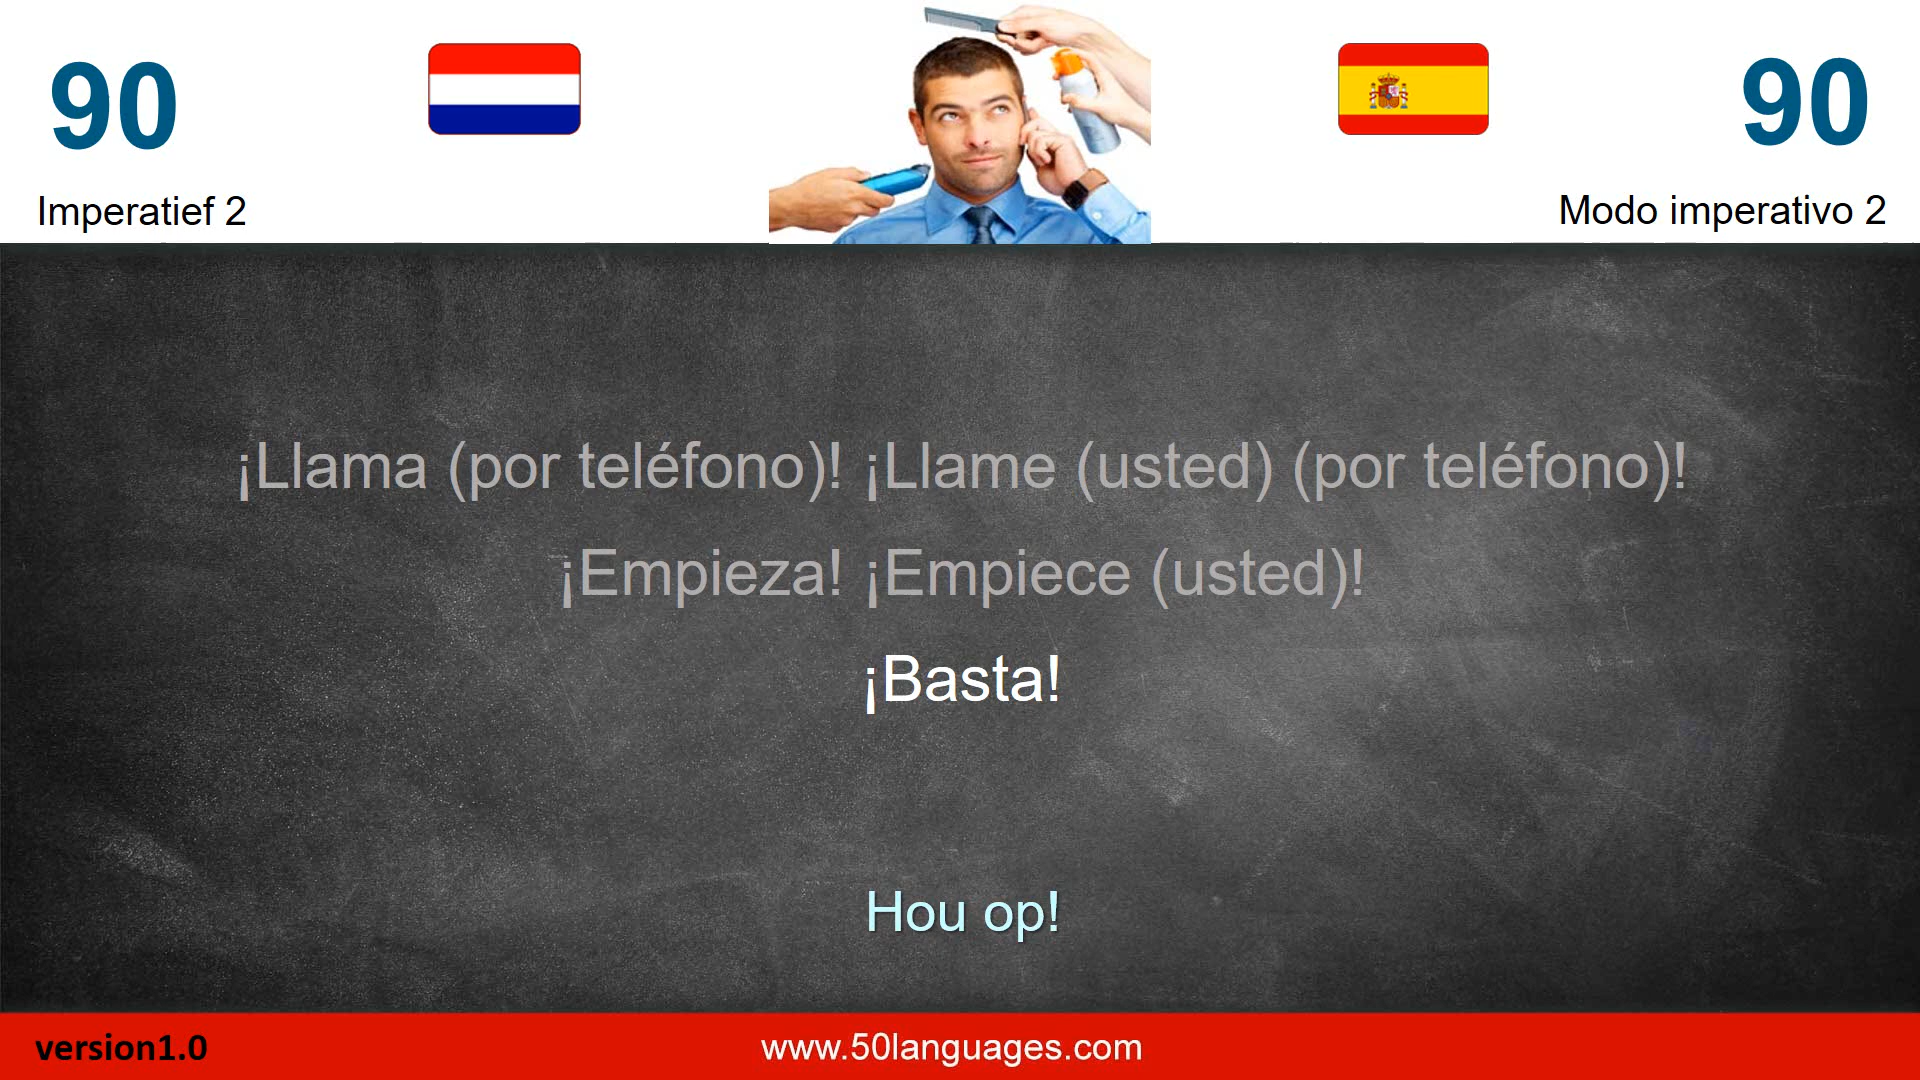 90
90
Imperatief 2
Modo imperativo 2
¡Llama (por teléfono)! ¡Llame (usted) (por teléfono)!
¡Empieza! ¡Empiece (usted)!
¡Basta!
Hou op!
version1.0
www.50languages.com